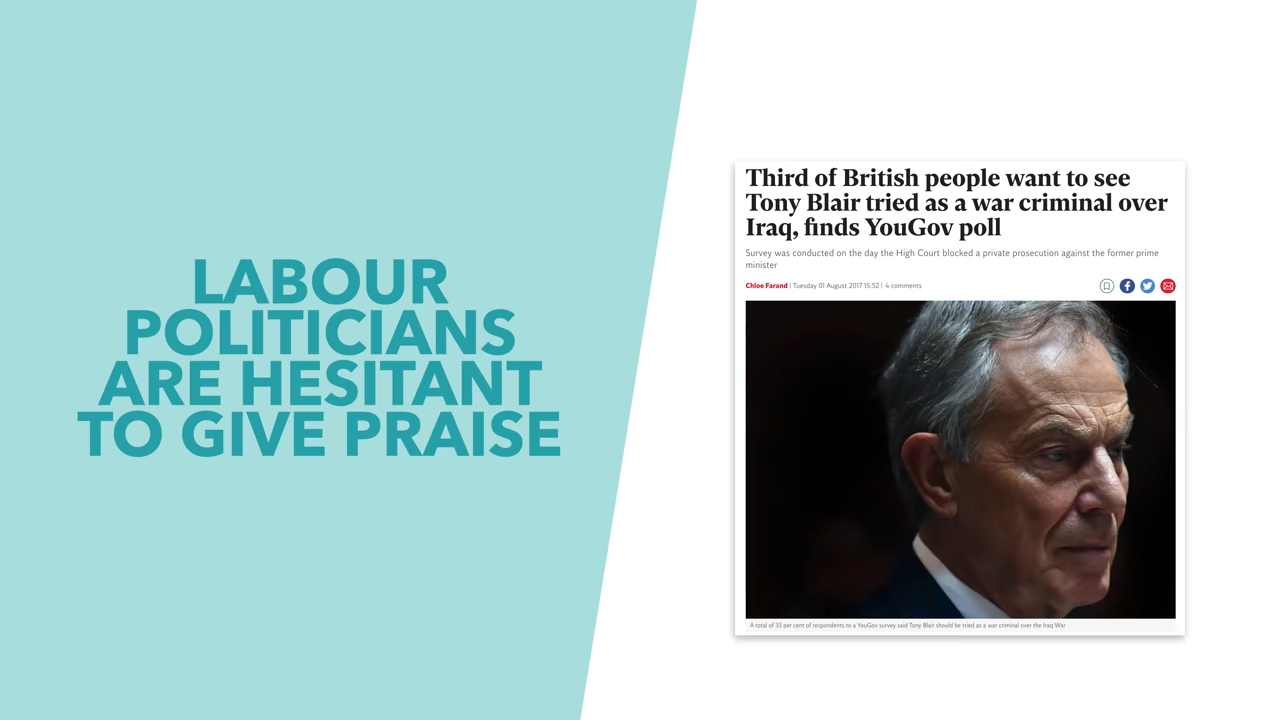 LABOUR
POLITICIANS
ARE HESITANT
TO GIVE PRAISE
Third of British people want to see
Tony Blair tried as a war criminal over
Iraq, finds YouGov poll
Survey was conducted on the day the High Court blocked a private prosecution against the former prime
minister
Chloe Farand | Tuesday 01 August 2017 15:52 | 4 comments
A total of 33 per cent of respondents to a YouGov survey said Tony Blair should be tried as a war criminal over the Iraq War